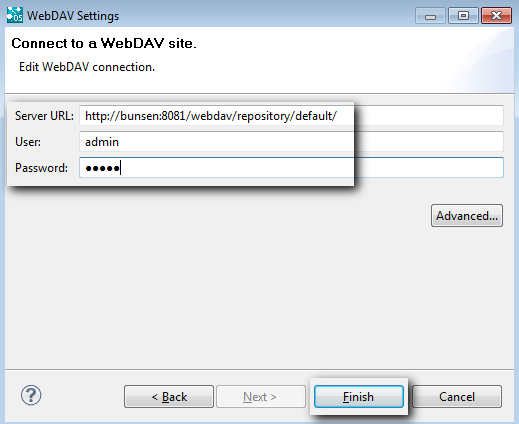 WebDAV Settings
Connect to a WebDAV site.
Edit WebDAV connection.
Server URL: http://bunsen:8081/webdav/repository/default/
User: admin
Password: ●●●●●
Advanced...
< Back Next > Finish Cancel